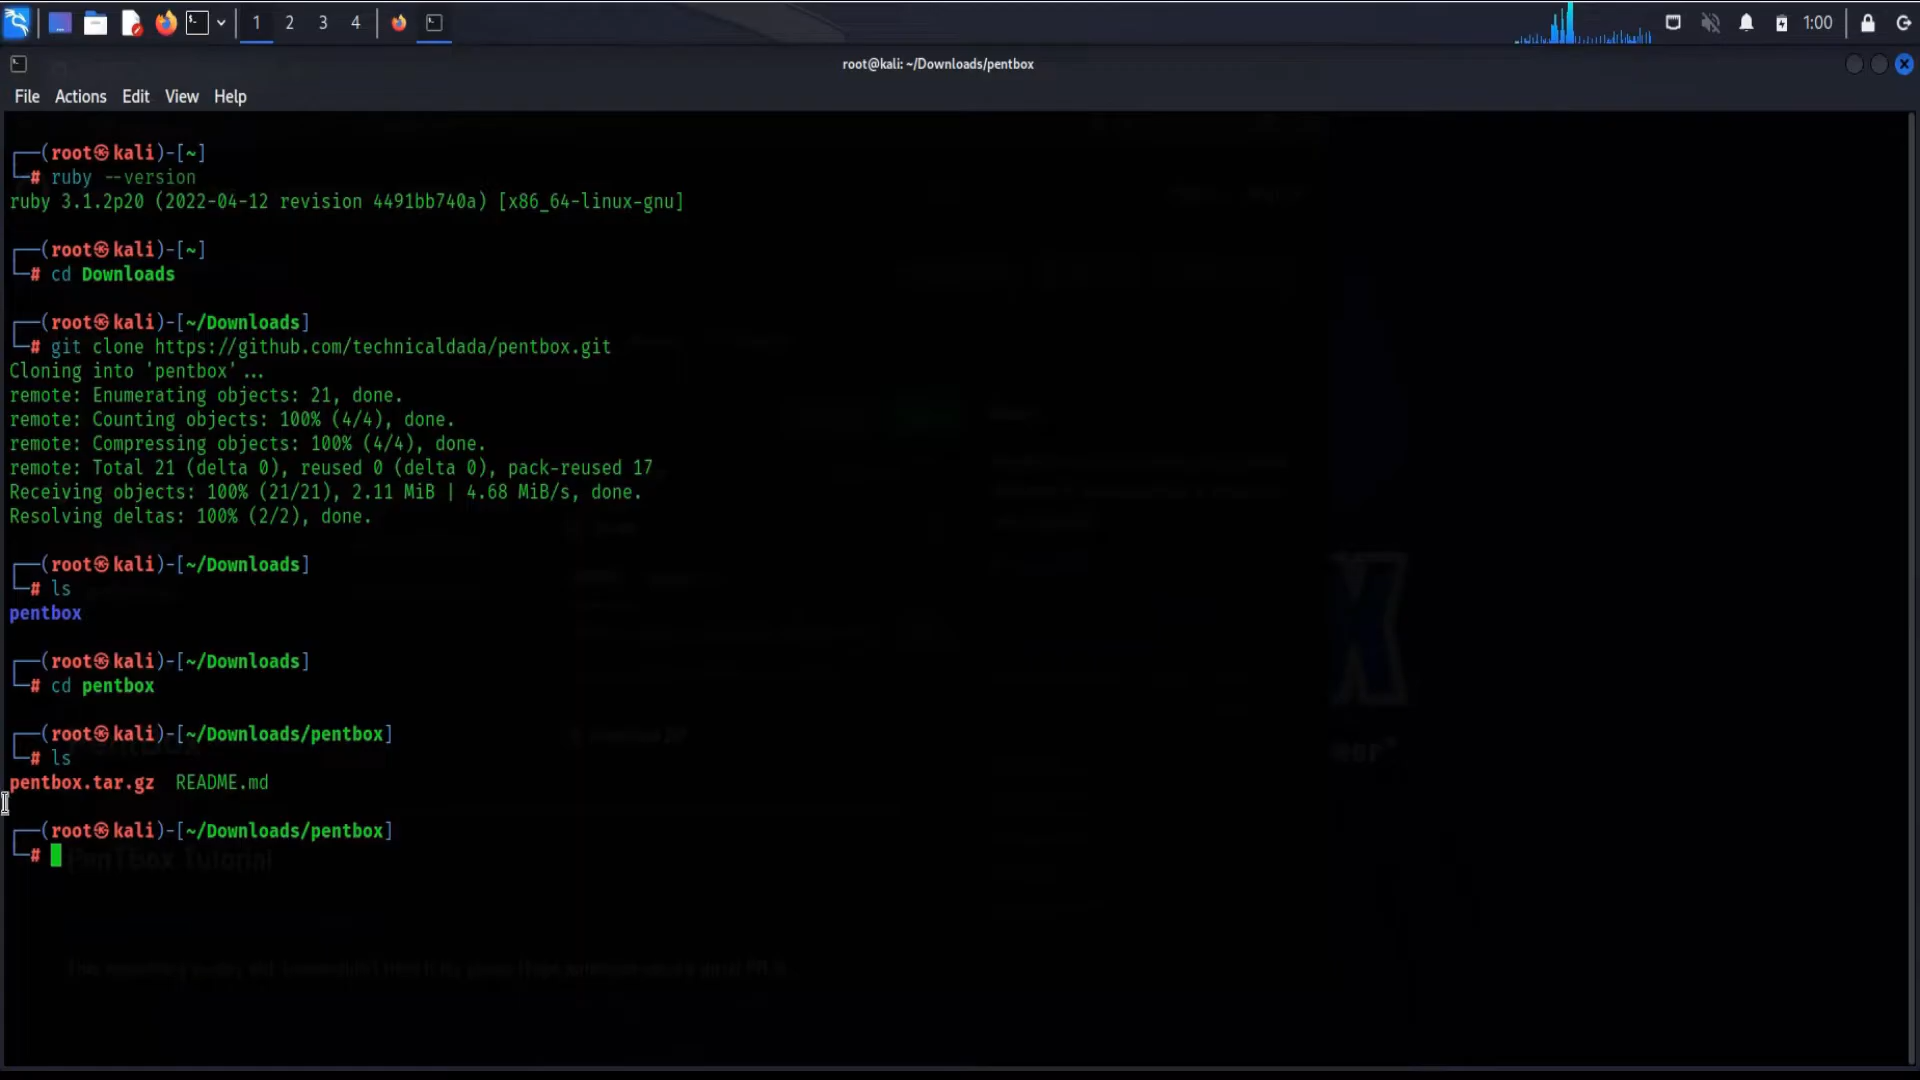 1 2 3 4 1:00
root@kali: ~/Downloads/pentbox
File Actions Edit View Help
┌──(root㉿kali)-[~]
└─# ruby --version
ruby 3.1.2p20 (2022-04-12 revision 4491bb740a) [x86_64-linux-gnu]
┌──(root㉿kali)-[~]
└─# cd Downloads
┌──(root㉿kali)-[~/Downloads]
└─# git clone https://github.com/technicaldada/pentbox.git
Cloning into 'pentbox'...
remote: Enumerating objects: 21, done.
remote: Counting objects: 100% (4/4), done.
remote: Compressing objects: 100% (4/4), done.
remote: Total 21 (delta 0), reused 0 (delta 0), pack-reused 17
Receiving objects: 100% (21/21), 2.11 MiB | 4.68 MiB/s, done.
Resolving deltas: 100% (2/2), done.
┌──(root㉿kali)-[~/Downloads]
└─# ls
pentbox
┌──(root㉿kali)-[~/Downloads]
└─# cd pentbox
┌──(root㉿kali)-[~/Downloads/pentbox]
└─# ls
pentbox.tar.gz README.md
┌──(root㉿kali)-[~/Downloads/pentbox]
└─#
PenTbox Tutorial